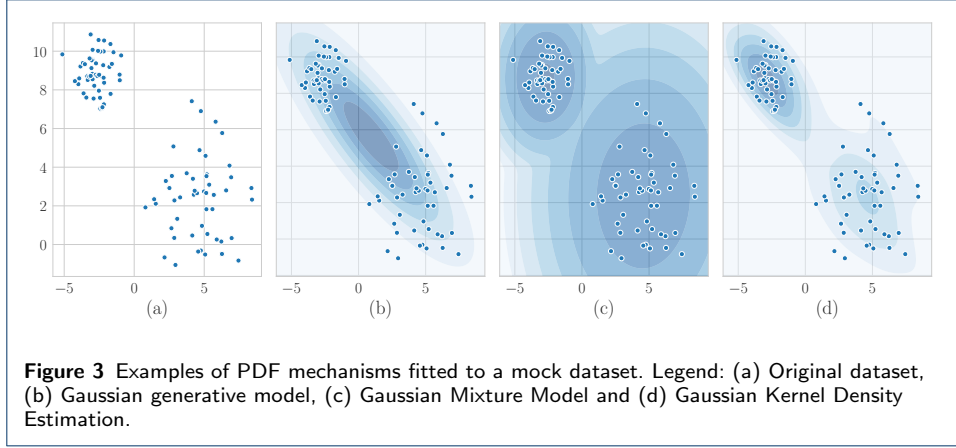 10
8
6
4
2
0
−5 0 5 −5 0 5 −5 0 5 −5 0 5
(a) (b) (c) (d)
Figure 3 Examples of PDF mechanisms fitted to a mock dataset. Legend: (a) Original dataset,
(b) Gaussian generative model, (c) Gaussian Mixture Model and (d) Gaussian Kernel Density
Estimation.